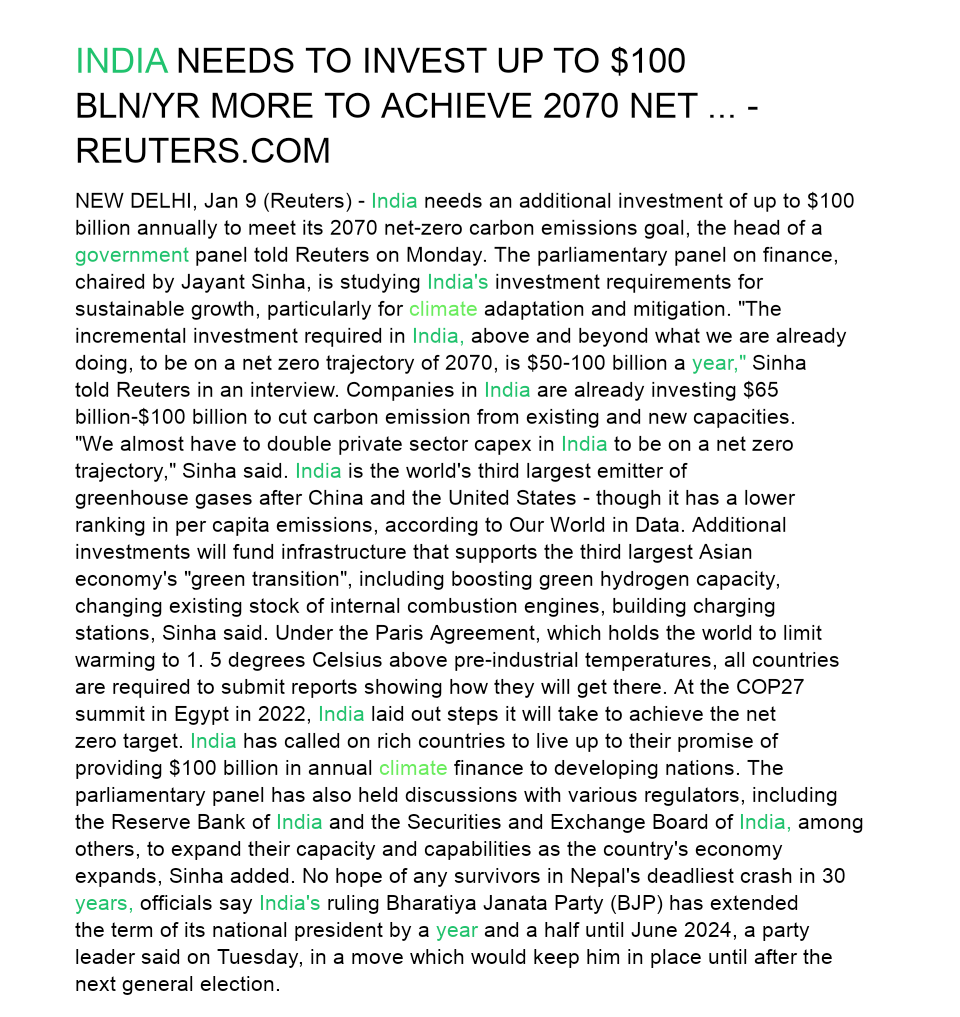 INDIA NEEDS TO INVEST UP TO $100
BLN/YR MORE TO ACHIEVE 2070 NET ... -
REUTERS.COM
NEW DELHI, Jan 9 (Reuters) - India needs an additional investment of up to $100
billion annually to meet its 2070 net-zero carbon emissions goal, the head of a
government panel told Reuters on Monday. The parliamentary panel on finance,
chaired by Jayant Sinha, is studying India's investment requirements for
sustainable growth, particularly for climate adaptation and mitigation. "The
incremental investment required in India, above and beyond what we are already
doing, to be on a net zero trajectory of 2070, is $50-100 billion a year," Sinha
told Reuters in an interview. Companies in India are already investing $65
billion-$100 billion to cut carbon emission from existing and new capacities.
"We almost have to double private sector capex in India to be on a net zero
trajectory," Sinha said. India is the world's third largest emitter of
greenhouse gases after China and the United States - though it has a lower
ranking in per capita emissions, according to Our World in Data. Additional
investments will fund infrastructure that supports the third largest Asian
economy's "green transition", including boosting green hydrogen capacity,
changing existing stock of internal combustion engines, building charging
stations, Sinha said. Under the Paris Agreement, which holds the world to limit
warming to 1. 5 degrees Celsius above pre-industrial temperatures, all countries
are required to submit reports showing how they will get there. At the COP27
summit in Egypt in 2022, India laid out steps it will take to achieve the net
zero target. India has called on rich countries to live up to their promise of
providing $100 billion in annual climate finance to developing nations. The
parliamentary panel has also held discussions with various regulators, including
the Reserve Bank of India and the Securities and Exchange Board of India, among
others, to expand their capacity and capabilities as the country's economy
expands, Sinha added. No hope of any survivors in Nepal's deadliest crash in 30
years, officials say India's ruling Bharatiya Janata Party (BJP) has extended
the term of its national president by a year and a half until June 2024, a party
leader said on Tuesday, in a move which would keep him in place until after the
next general election.